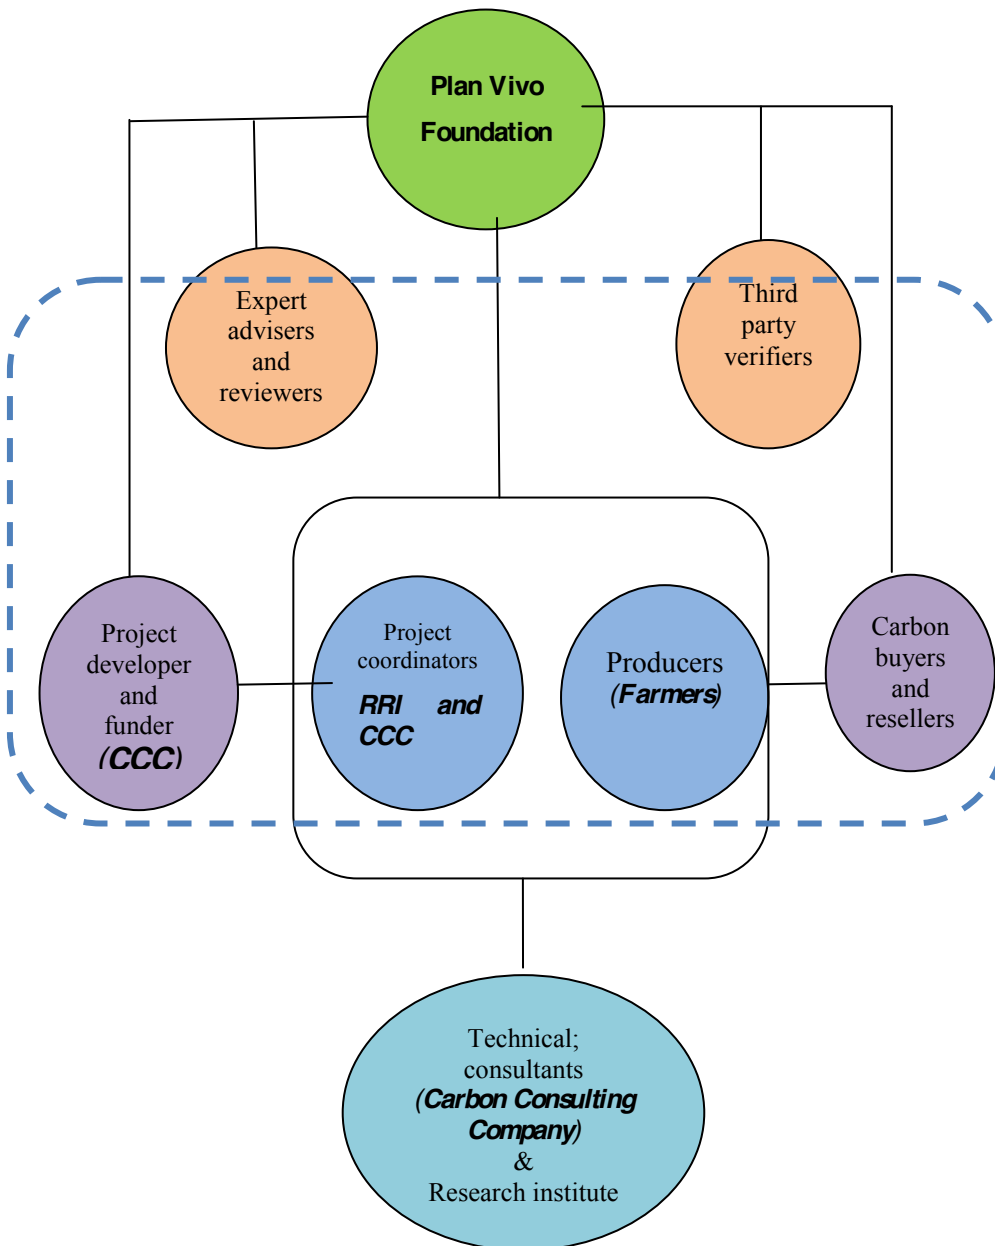 Plan Vivo
Foundation
Expert
advisers
and
reviewers
Third
party
verifiers
Project
developer
and
funder
(CCC)
Project
coordinators
RRI and
CCC
Producers
(Farmers)
Carbon
buyers
and
resellers
Technical;
consultants
(Carbon Consulting
Company)
&
Research institute